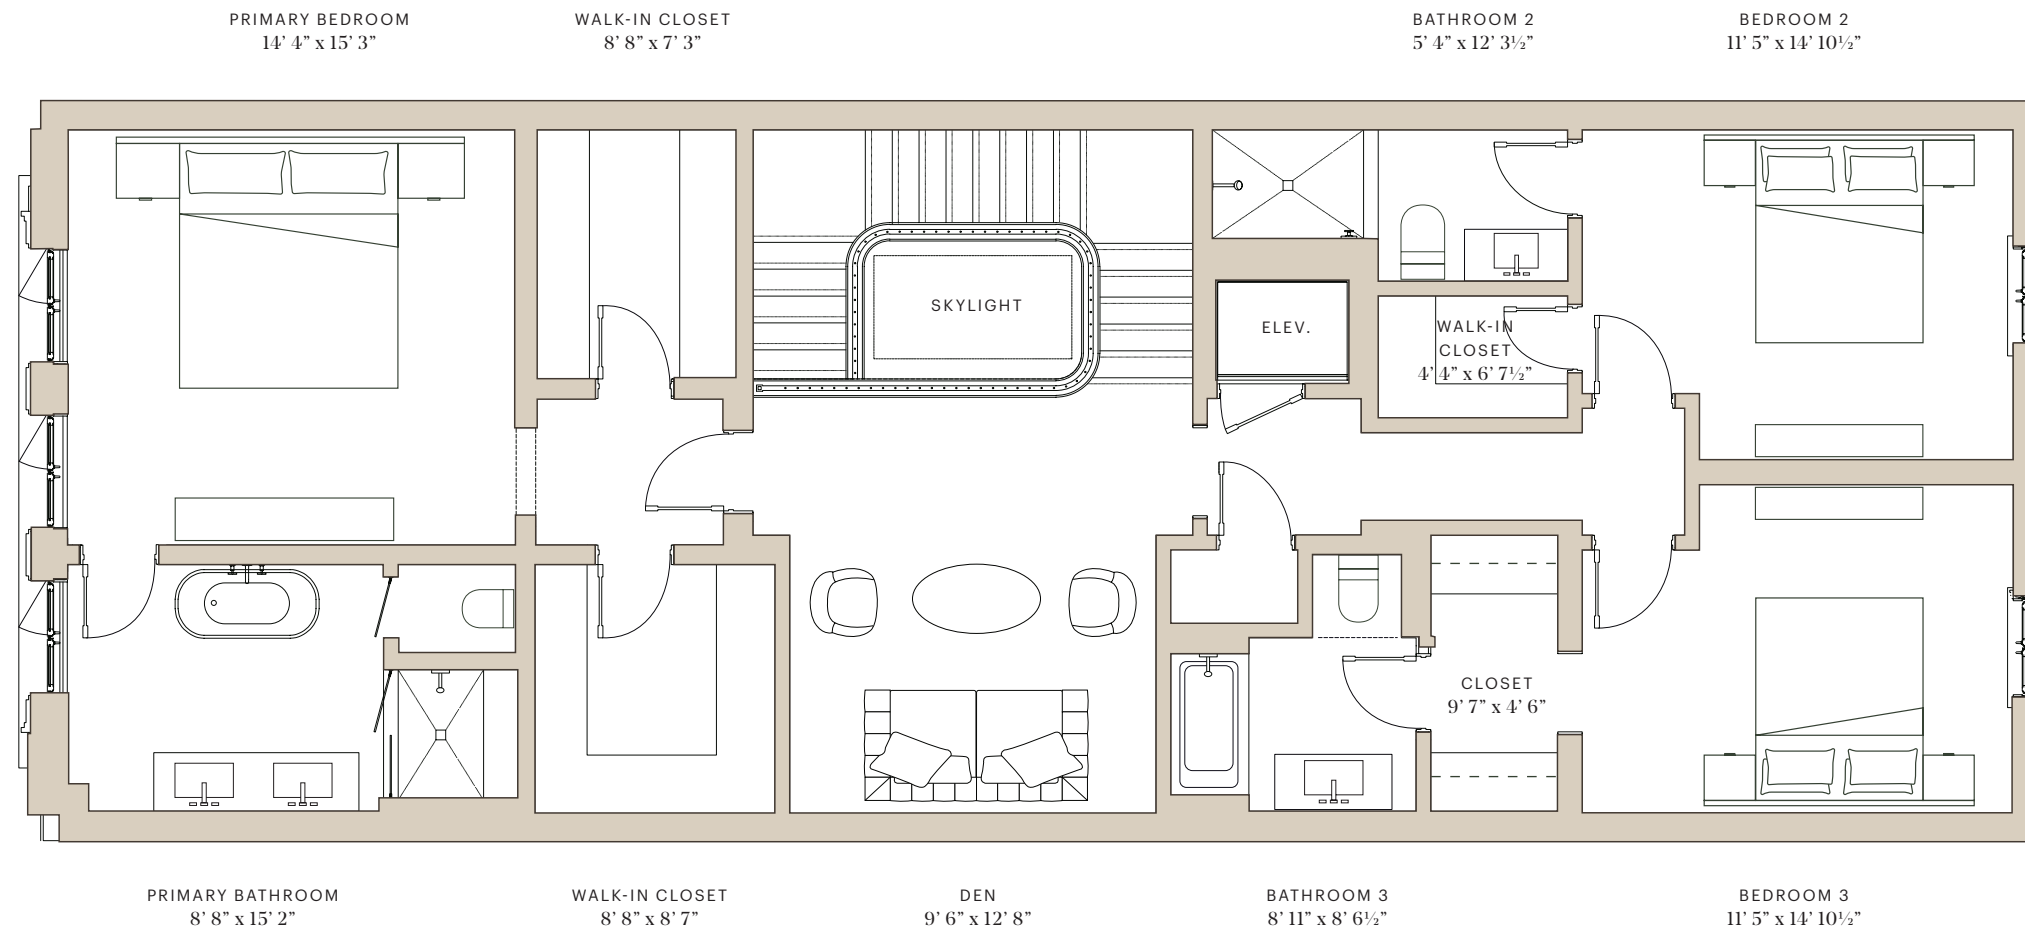 PRIMARY BEDROOM
14’ 4” x 15’ 3”
WALK-IN CLOSET
8’ 8” x 7’ 3”
BATHROOM 2
5’ 4” x 12’ 3½”
BEDROOM 2
11’ 5” x 14’ 10½”
SKYLIGHT
ELEV.
WALK-IN
CLOSET
4’ 4” x 6’ 7½”
CLOSET
9’ 7” x 4’ 6”
PRIMARY BATHROOM
8’ 8” x 15’ 2”
WALK-IN CLOSET
8’ 8” x 8’ 7”
DEN
9’ 6” x 12’ 8”
BATHROOM 3
8’ 11” x 8’ 6½”
BEDROOM 3
11’ 5” x 14’ 10½”